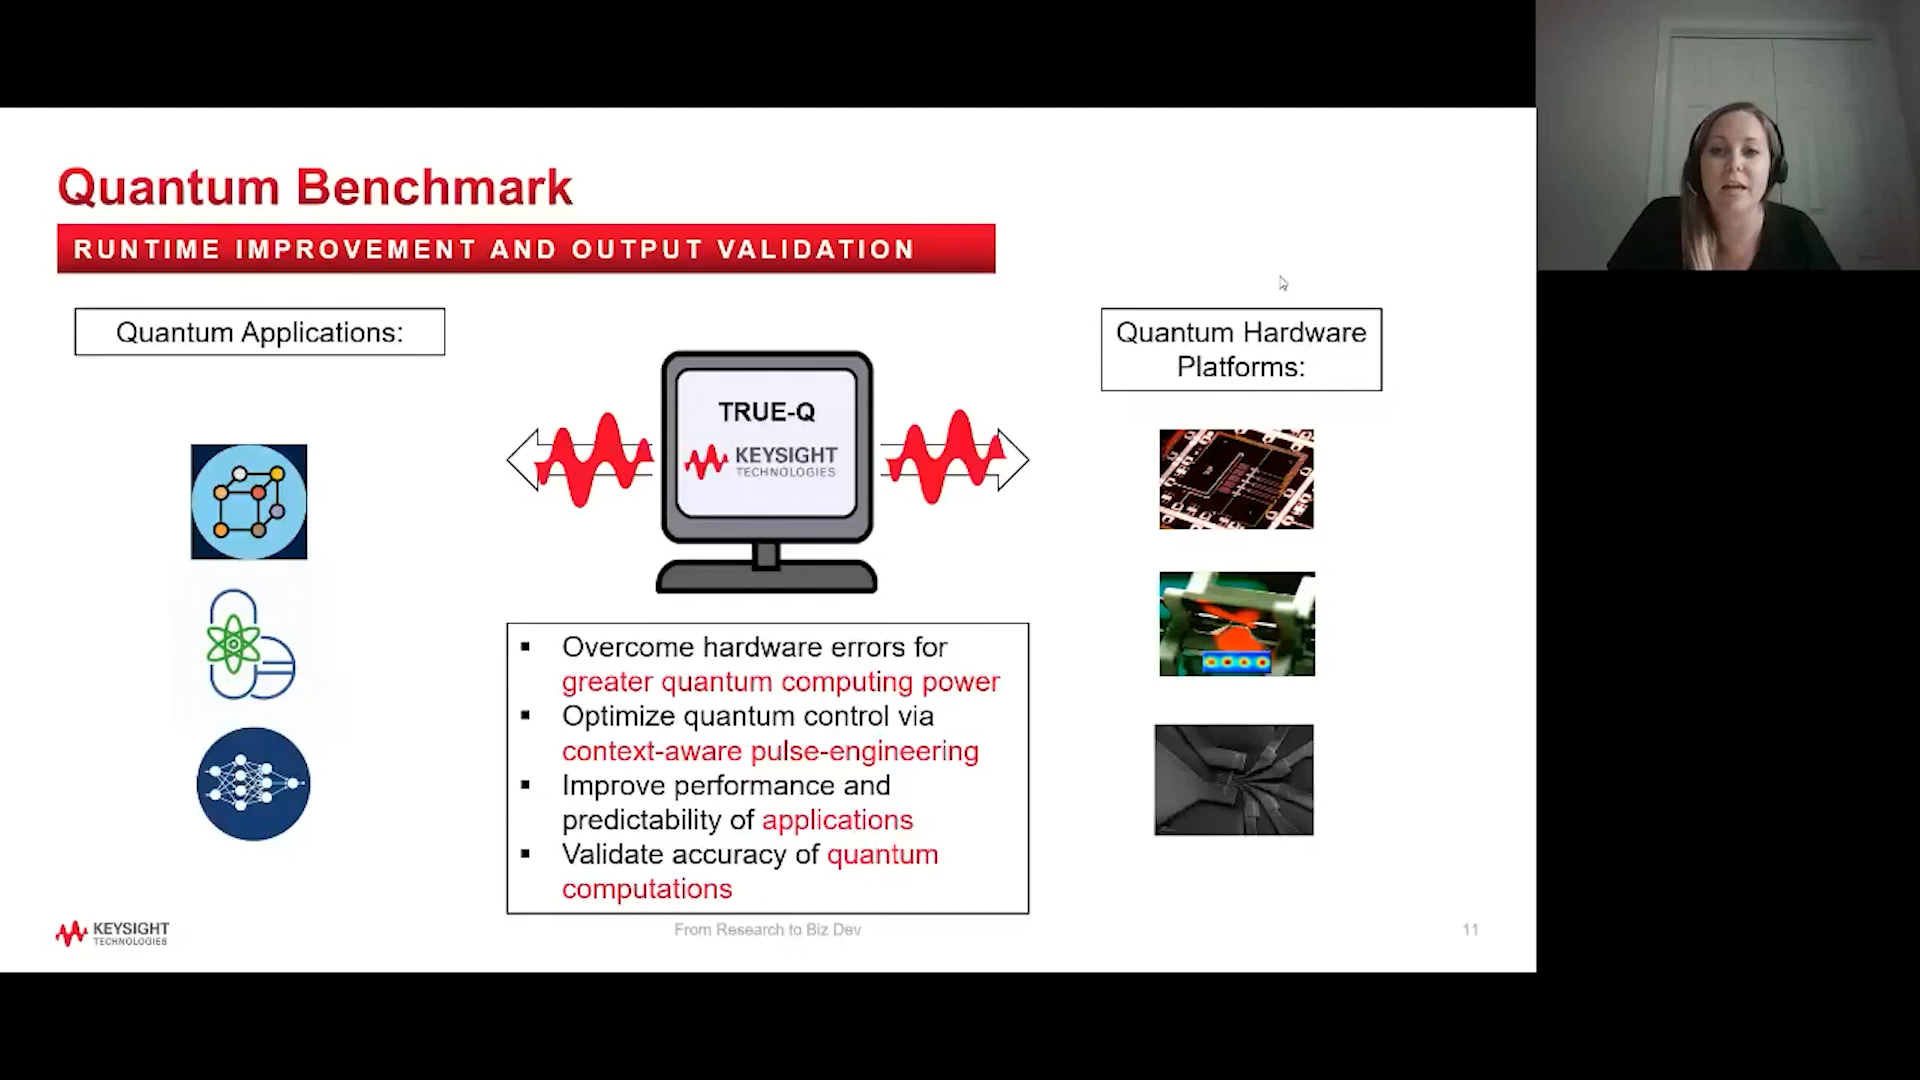 Quantum Benchmark
RUNTIME IMPROVEMENT AND OUTPUT VALIDATION
Quantum Applications:
TRUE-Q
KEYSIGHT
TECHNOLOGIES
Quantum Hardware
Platforms:
▪ Overcome hardware errors for
greater quantum computing power
▪ Optimize quantum control via
context-aware pulse-engineering
▪ Improve performance and
predictability of applications
▪ Validate accuracy of quantum
computations
KEYSIGHT
TECHNOLOGIES
From Research to Biz Dev
11